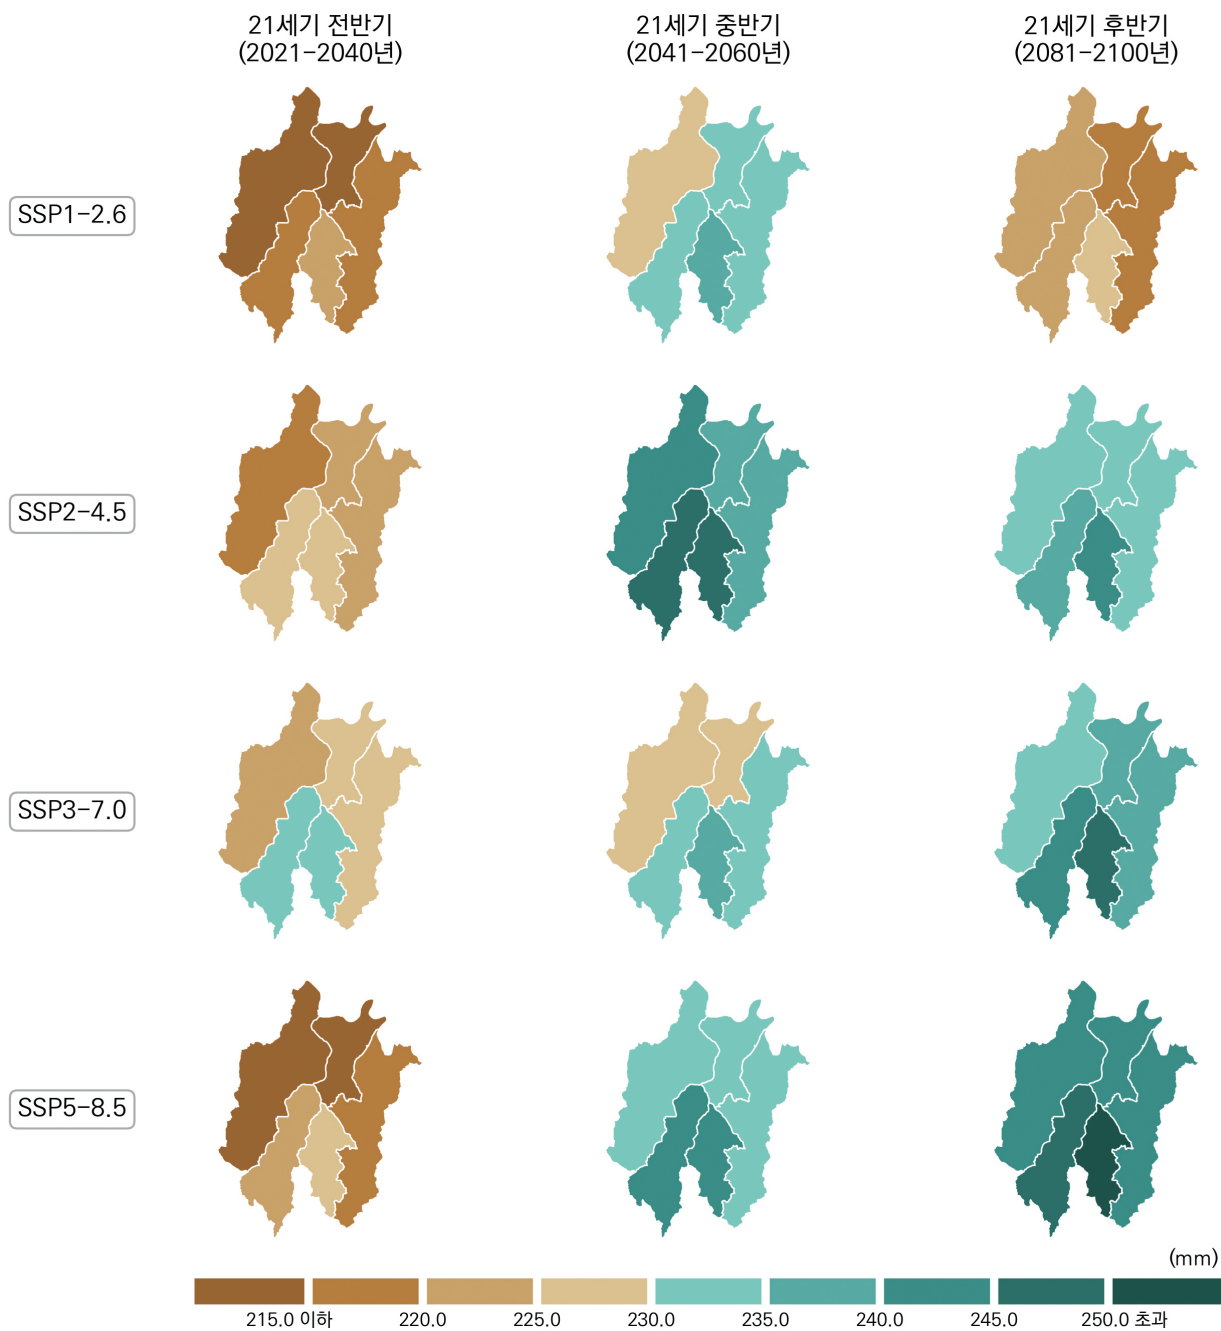 21세기 전반기
(2021-2040년)
21세기 중반기
(2041-2060년)
21세기 후반기
(2081-2100년)
SSP1-2.6
SSP2-4.5
SSP3-7.0
SSP5-8.5
(mm)
215.0 이하 220.0 225.0 230.0 235.0 240.0 245.0 250.0 초과